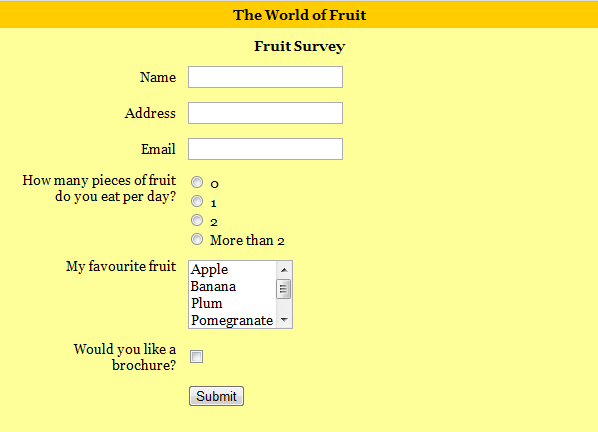 The World of Fruit
Fruit Survey
Name
Address
Email
How many pieces of fruit
do you eat per day?
0
1
2
More than 2
My favourite fruit
Apple
Banana
Plum
Pomegranate
Would you like a
brochure?
Submit